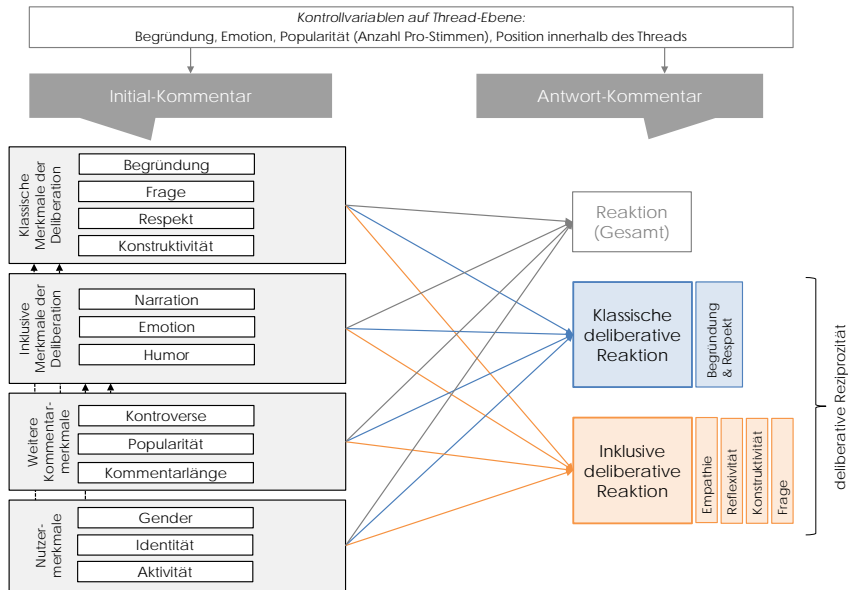 Kontrollvariablen auf Thread-Ebene:
Begründung, Emotion, Popularität (Anzahl Pro-Stimmen), Position innerhalb des Threads
Initial-Kommentar
Antwort-Kommentar
Klassische
Merkmale der
Deliberation
Begründung
Frage
Respekt
Konstruktivität
Inklusive
Merkmale der
Deliberation
Narration
Emotion
Humor
Weitere
Kommentar-
merkmale
Kontroverse
Popularität
Kommentarlänge
Nutzer-
merkmale
Gender
Identität
Aktivität
Reaktion
(Gesamt)
Klassische
deliberative
Reaktion
Begründung
& Respekt
Inklusive
deliberative
Reaktion
Empathie
Reflexivität
Konstruktivität
Frage
deliberative Reziprozität